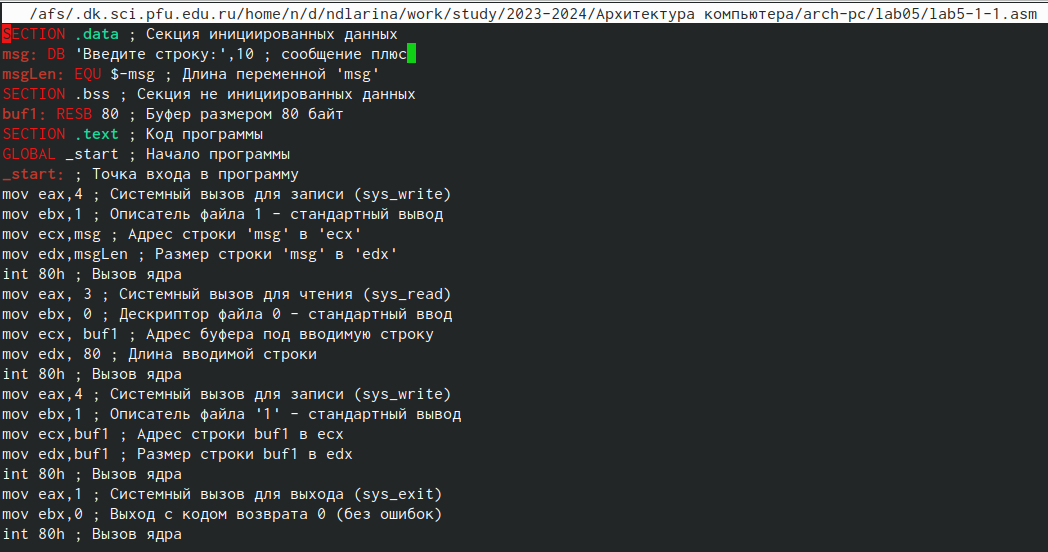 /afs/.dk.sci.pfu.edu.ru/home/n/d/ndlarina/work/study/2023-2024/Архитектура компьютера/arch-pc/lab05/lab5-1-1.asm
SECTION .data ; Секция инициированных данных
msg: DB 'Введите строку:',10 ; сообщение плюс
msgLen: EQU $-msg ; Длина переменной 'msg'
SECTION .bss ; Секция не инициированных данных
buf1: RESB 80 ; Буфер размером 80 байт
SECTION .text ; Код программы
GLOBAL _start ; Начало программы
_start: ; Точка входа в программу
mov eax,4 ; Системный вызов для записи (sys_write)
mov ebx,1 ; Описатель файла 1 - стандартный вывод
mov ecx,msg ; Адрес строки 'msg' в 'ecx'
mov edx,msgLen ; Размер строки 'msg' в 'edx'
int 80h ; Вызов ядра
mov eax, 3 ; Системный вызов для чтения (sys_read)
mov ebx, 0 ; Дескриптор файла 0 - стандартный ввод
mov ecx, buf1 ; Адрес буфера под вводимую строку
mov edx, 80 ; Длина вводимой строки
int 80h ; Вызов ядра
mov eax,4 ; Системный вызов для записи (sys_write)
mov ebx,1 ; Описатель файла '1' - стандартный вывод
mov ecx,buf1 ; Адрес строки buf1 в ecx
mov edx,buf1 ; Размер строки buf1 в edx
int 80h ; Вызов ядра
mov eax,1 ; Системный вызов для выхода (sys_exit)
mov ebx,0 ; Выход с кодом возврата 0 (без ошибок)
int 80h ; Вызов ядра